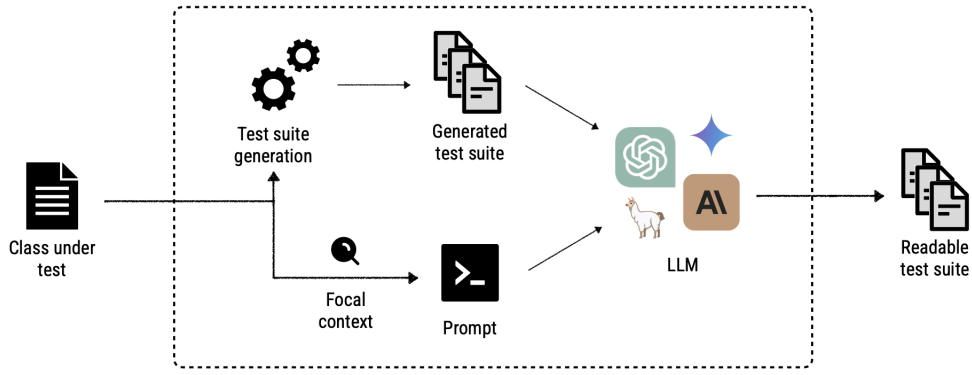 Test suite
generation
Generated
test suite
Class under
test
Focal
context
>_
Prompt
A\
LLM
Readable
test suite